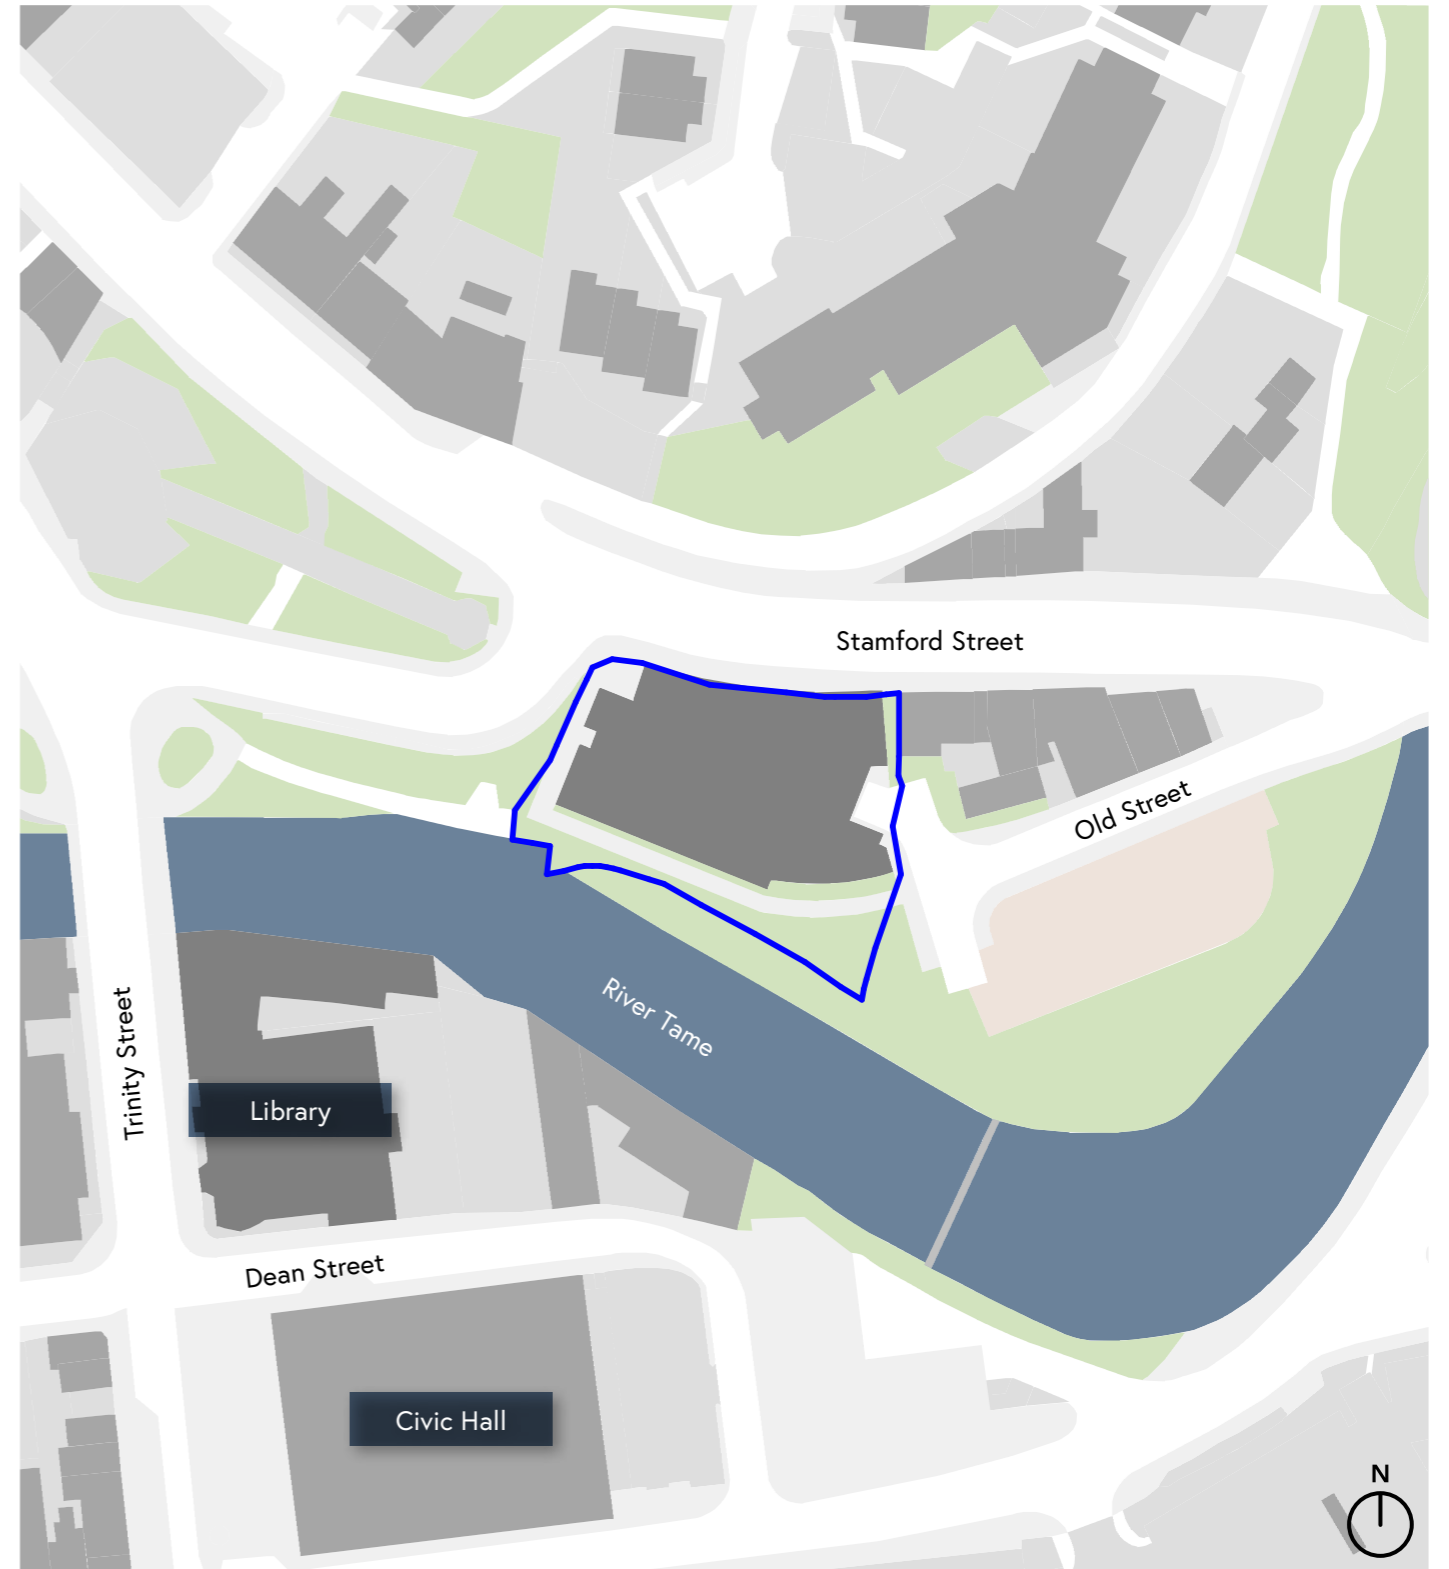 Stamford Street
Old Street
River Tame
Trinity Street
Library
Dean Street
Civic Hall
N